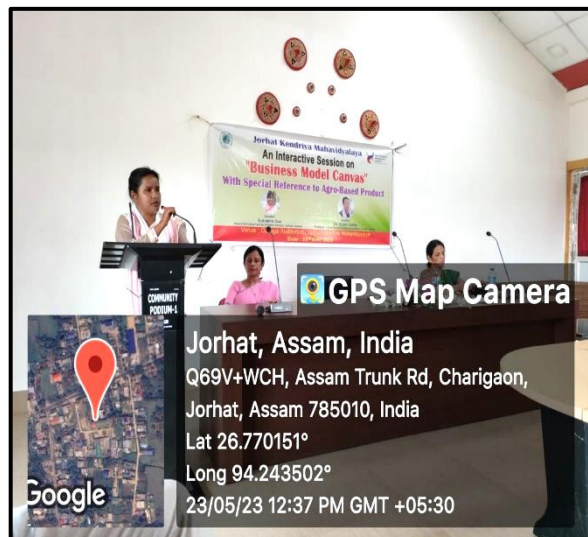 Jorhat Kendriya Mahavidyalaya
An Interactive Session on
"Business Model Canvas"
With Special Reference to Agro-Based Product
COMMUNITY
PODIUM-1
GPS Map Camera
Jorhat, Assam, India
Q69V+WCH, Assam Trunk Rd, Charigaon,
Jorhat, Assam 785010, India
Lat 26.770151°
Long 94.243502°
23/05/23 12:37 PM GMT +05:30
Google